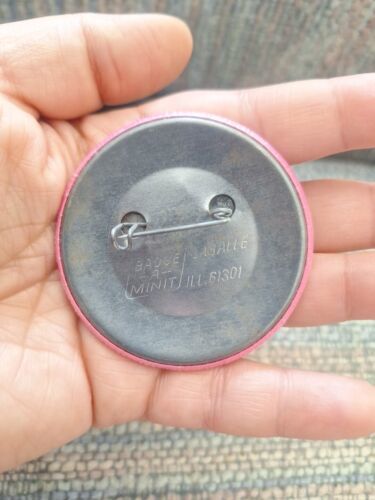 BADGE
A
MINIT
LASALLE
ILL. 61301